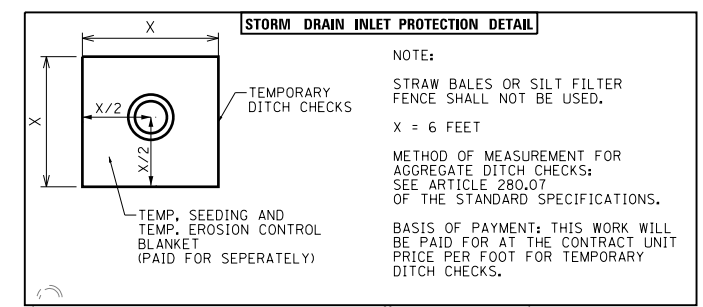 STORM DRAIN INLET PROTECTION DETAIL
X
X
X/2
X/2
TEMPORARY
DITCH CHECKS
TEMP. SEEDING AND
TEMP. EROSION CONTROL
BLANKET
(PAID FOR SEPERATELY)
NOTE:
STRAW BALES OR SILT FILTER
FENCE SHALL NOT BE USED.
X = 6 FEET
METHOD OF MEASUREMENT FOR
AGGREGATE DITCH CHECKS:
SEE ARTICLE 280.07
OF THE STANDARD SPECIFICATIONS.
BASIS OF PAYMENT: THIS WORK WILL
BE PAID FOR AT THE CONTRACT UNIT
PRICE PER FOOT FOR TEMPORARY
DITCH CHECKS.